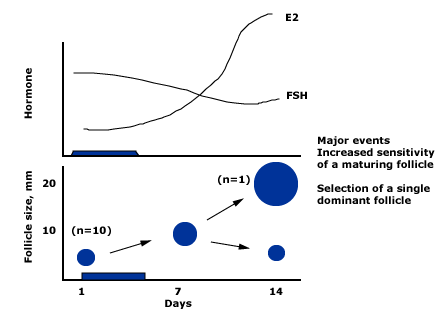 E2
Hormone
FSH
Major events
Increased sensitivity
of a maturing follicle
Selection of a single
dominant follicle
Follicle size, mm
20
10
(n=1)
(n=10)
1
7
14
Days